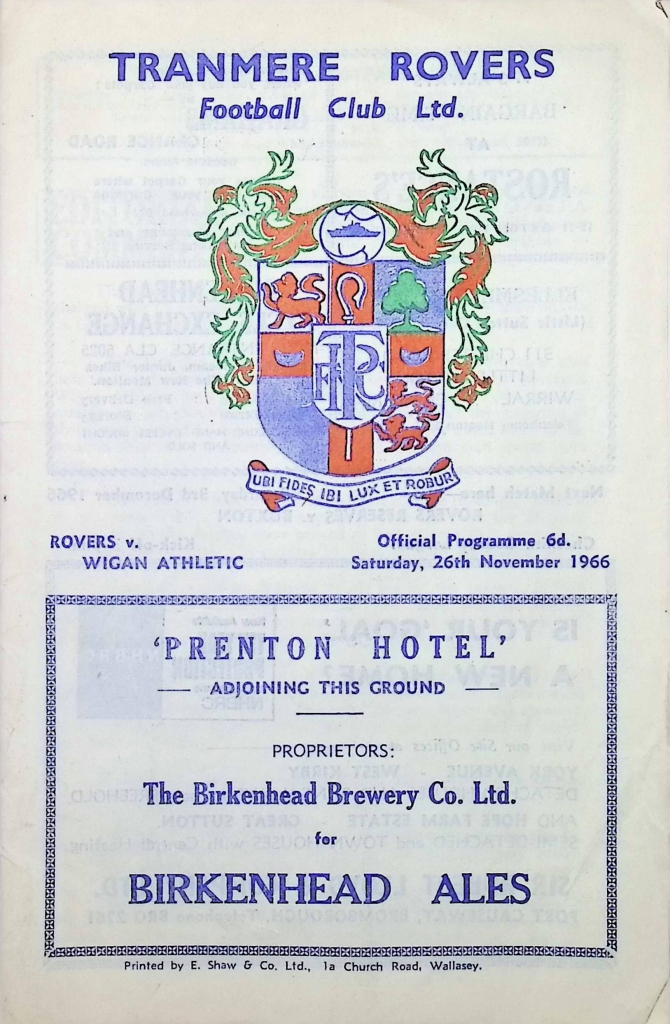 TRANMERE ROVERS
Football Club Ltd.
TRFC
UBI FIDES IBI LUX ET ROBUR
ROVERS v.
WIGAN ATHLETIC
Official Programme 6d.
Saturday, 26th November 1966
'PRENTON HOTEL'
ADJOINING THIS GROUND
PROPRIETORS:
The Birkenhead Brewery Co. Ltd.
for
BIRKENHEAD ALES
Printed by E. Shaw & Co. Ltd., 1a Church Road, Wallasey.